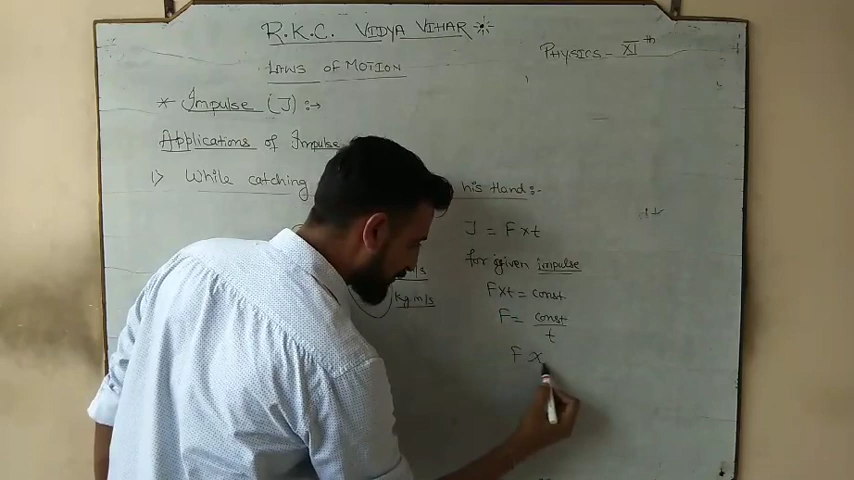 R.K.C. VIDYA VIHAR
PHYSICS - XI th
LAWS OF MOTION
* Impulse (J) :→
Applications of Impulse
1) While catching his Hand:-
J = F x t
for given impulse
F x t = const
F = const / t
F ∝
m/s
kg m/s